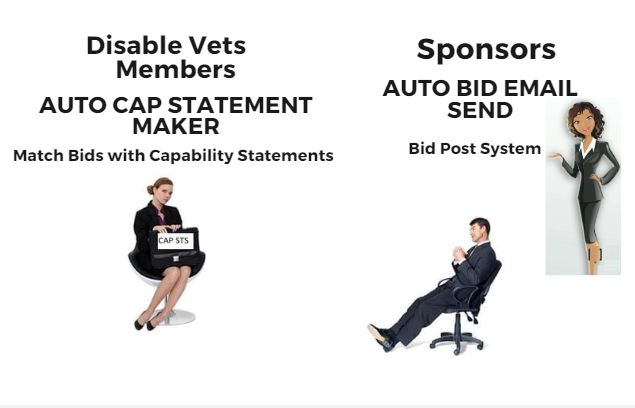 Disable Vets
Members
AUTO CAP STATEMENT
MAKER
Match Bids with Capability Statements
CAP STS
Sponsors
AUTO BID EMAIL
SEND
Bid Post System